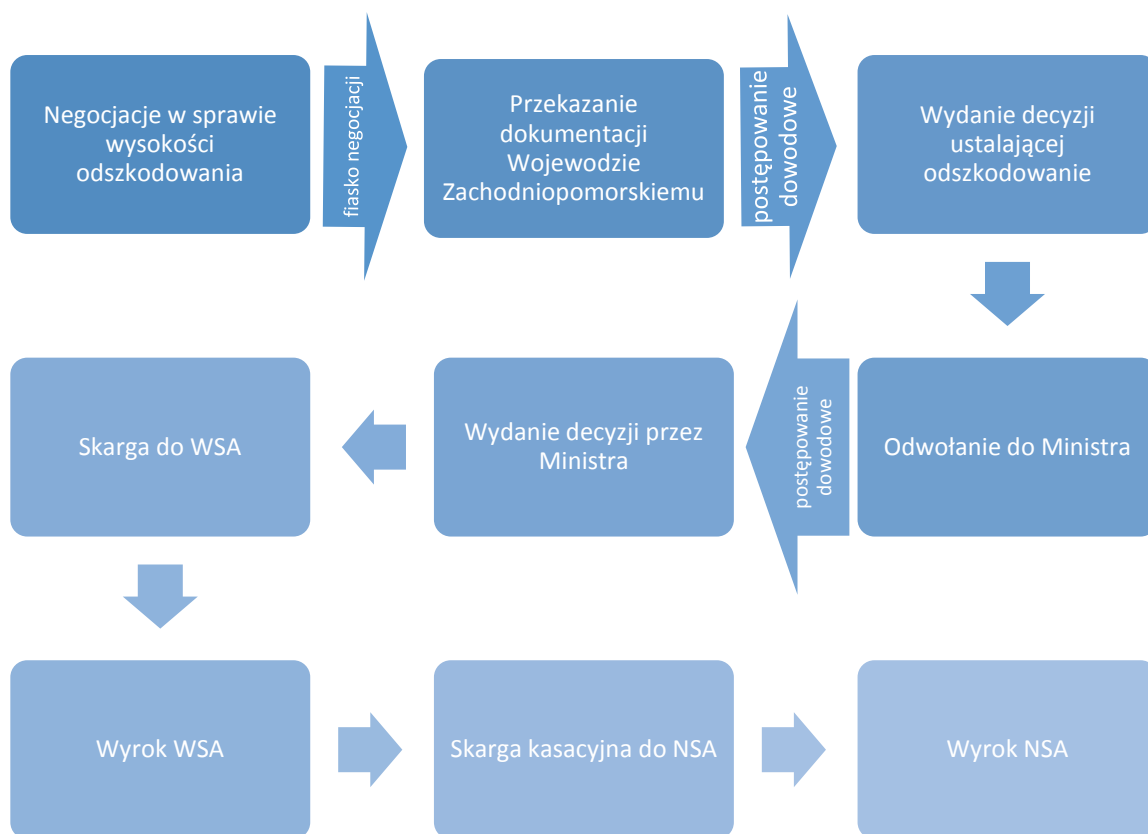 Negocjacje w sprawie
wysokości
odszkodowania
fiasko negocjacji
Przekazanie
dokumentacji
Wojewodzie
Zachodniopomorskiemu
postępowanie
dowodowe
Wydanie decyzji
ustalającej
odszkodowanie
Odwołanie do Ministra
postępowanie
dowodowe
Wydanie decyzji przez
Ministra
Skarga do WSA
Wyrok WSA
Skarga kasacyjna do NSA
Wyrok NSA